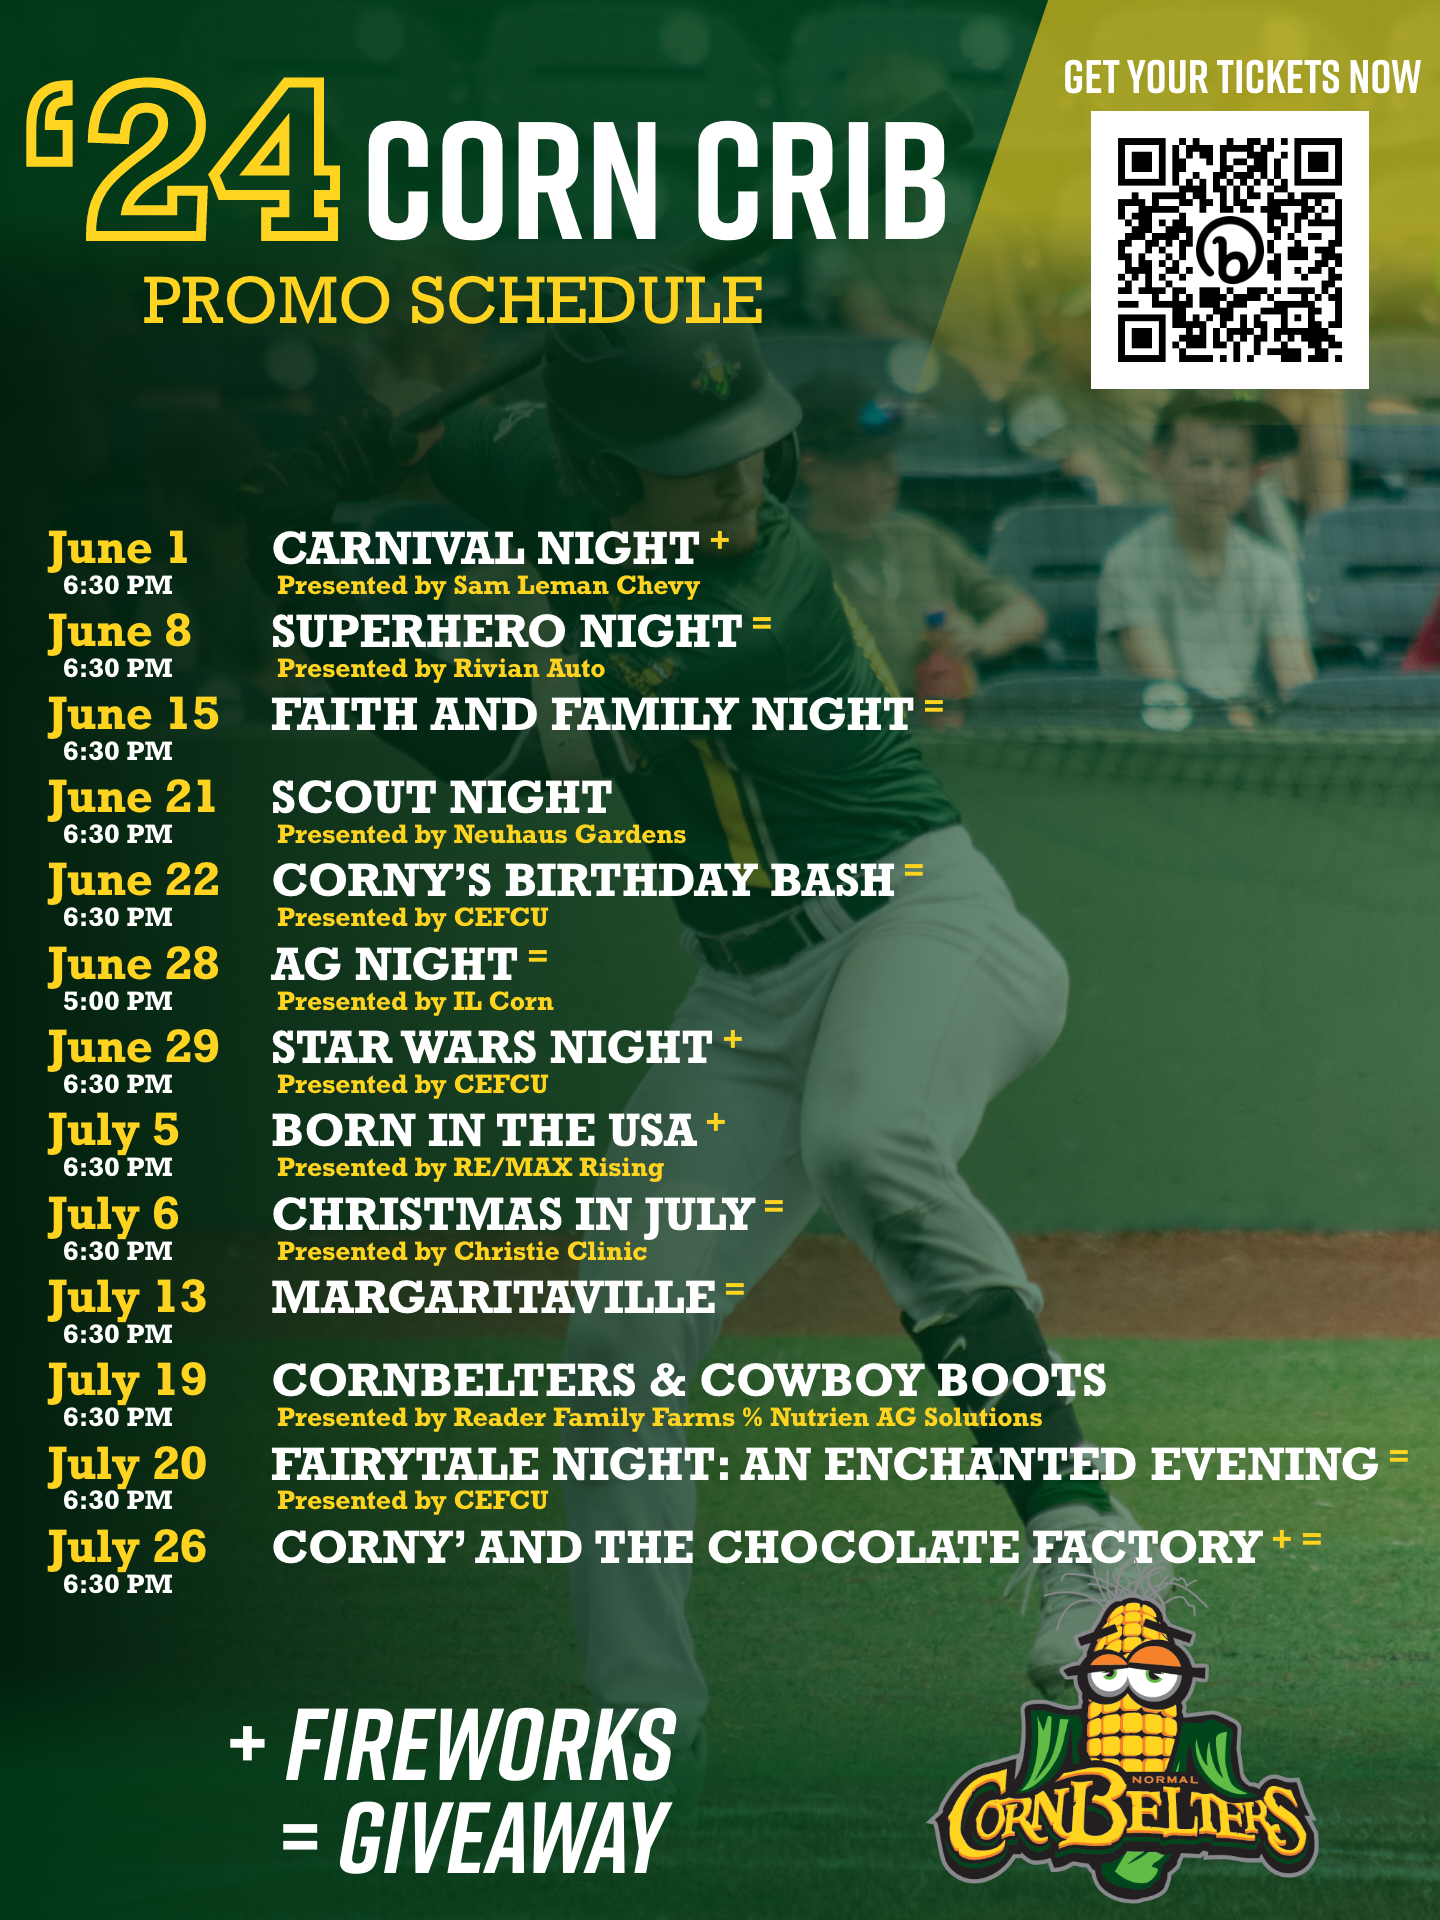 ‘24 CORN CRIB
PROMO SCHEDULE
GET YOUR TICKETS NOW
b
June 1 CARNIVAL NIGHT +
6:30 PM Presented by Sam Leman Chevy
June 8 SUPERHERO NIGHT =
6:30 PM Presented by Rivian Auto
June 15 FAITH AND FAMILY NIGHT =
6:30 PM
June 21 SCOUT NIGHT
6:30 PM Presented by Neuhaus Gardens
June 22 CORNY’S BIRTHDAY BASH =
6:30 PM Presented by CEFCU
June 28 AG NIGHT =
5:00 PM Presented by IL Corn
June 29 STAR WARS NIGHT +
6:30 PM Presented by CEFCU
July 5 BORN IN THE USA +
6:30 PM Presented by RE/MAX Rising
July 6 CHRISTMAS IN JULY =
6:30 PM Presented by Christie Clinic
July 13 MARGARITAVILLE =
6:30 PM
July 19 CORNBELTERS & COWBOY BOOTS
6:30 PM Presented by Reader Family Farms % Nutrien AG Solutions
July 20 FAIRYTALE NIGHT: AN ENCHANTED EVENING =
6:30 PM Presented by CEFCU
July 26 CORNY’ AND THE CHOCOLATE FACTORY + =
6:30 PM
+ FIREWORKS
= GIVEAWAY
NORMAL
CORNBELTERS